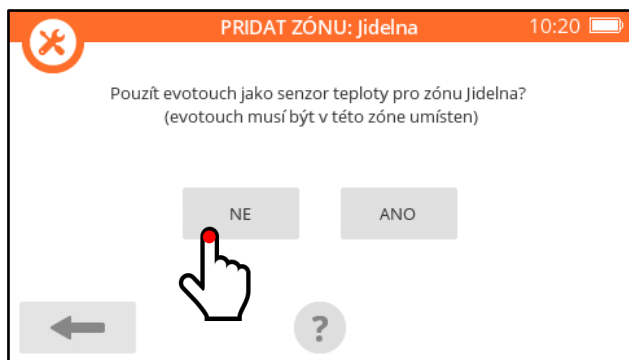 PRIDAT ZÓNU: Jidelna 10:20
Pouzít evotouch jako senzor teploty pro zónu Jidelna?
(evotouch musí být v této zóne umísten)
NE ANO
?